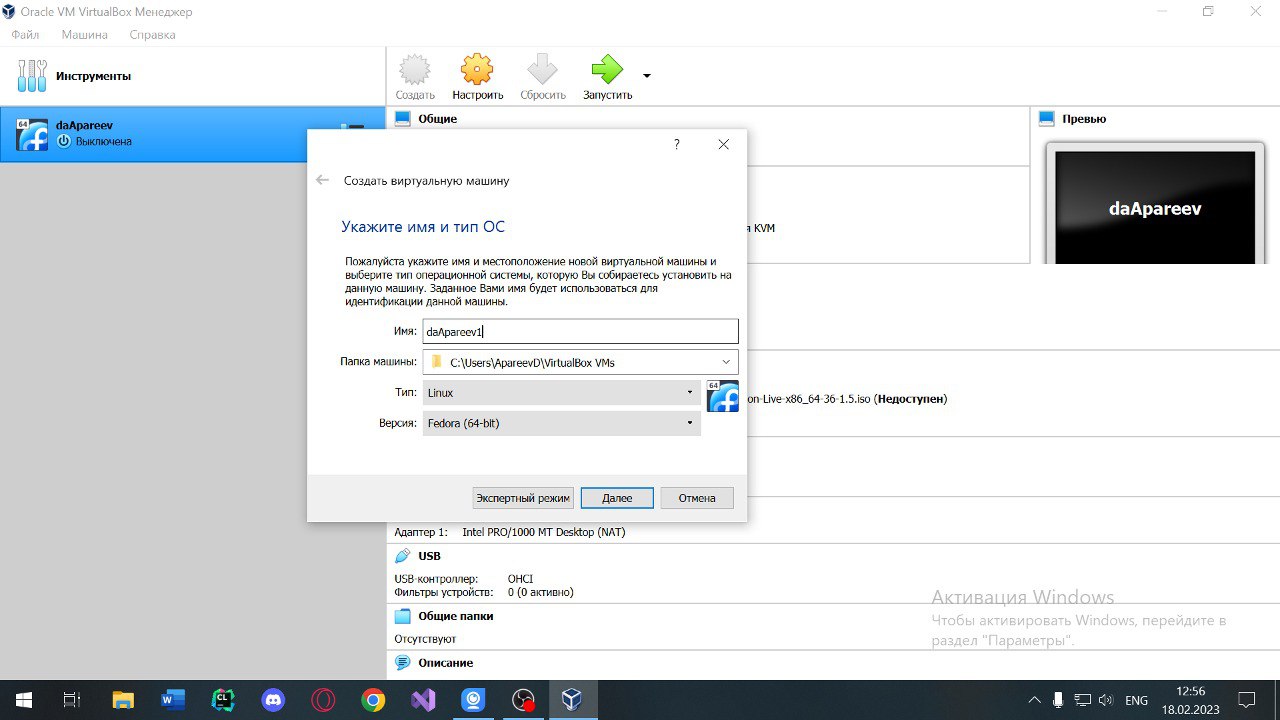 Oracle VM VirtualBox Менеджер
Файл Машина Справка
Инструменты
Создать Настроить Сбросить Запустить
64
daApareev
Выключена
Общие
Превью
daApareev
?
Создать виртуальную машину
Укажите имя и тип ОС
Пожалуйста укажите имя и местоположение новой виртуальной машины и
выберите тип операционной системы, которую Вы собираетесь установить на
данную машину. Заданное Вами имя будет использоваться для
идентификации данной машины.
Имя: daApareev1
Папка машины: C:\Users\ApareevD\VirtualBox VMs
Тип: Linux
64
Версия: Fedora (64-bit)
Экспертный режим Далее Отмена
я KVM
on-Live-x86_64-36-1.5.iso (Недоступен)
Адаптер 1: Intel PRO/1000 MT Desktop (NAT)
USB
USB-контроллер: OHCI
Фильтры устройств: 0 (0 активно)
Общие папки
Отсутствуют
Описание
Активация Windows
Чтобы активировать Windows, перейдите в
раздел "Параметры".
W CL
ENG
12:56
18.02.2023